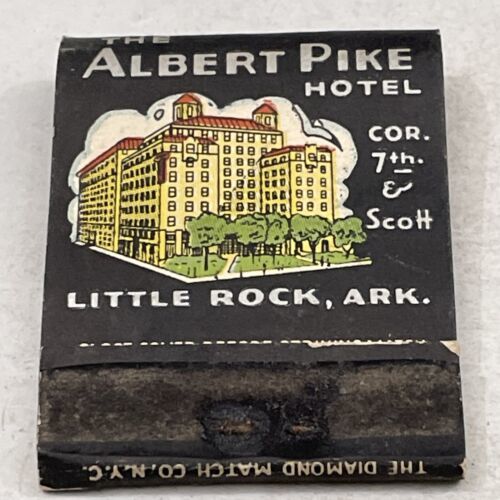 THE
ALBERT PIKE
HOTEL
COR.
7th.
&
Scott
LITTLE ROCK, ARK.
THE DIAMOND MATCH CO., N.Y.C.